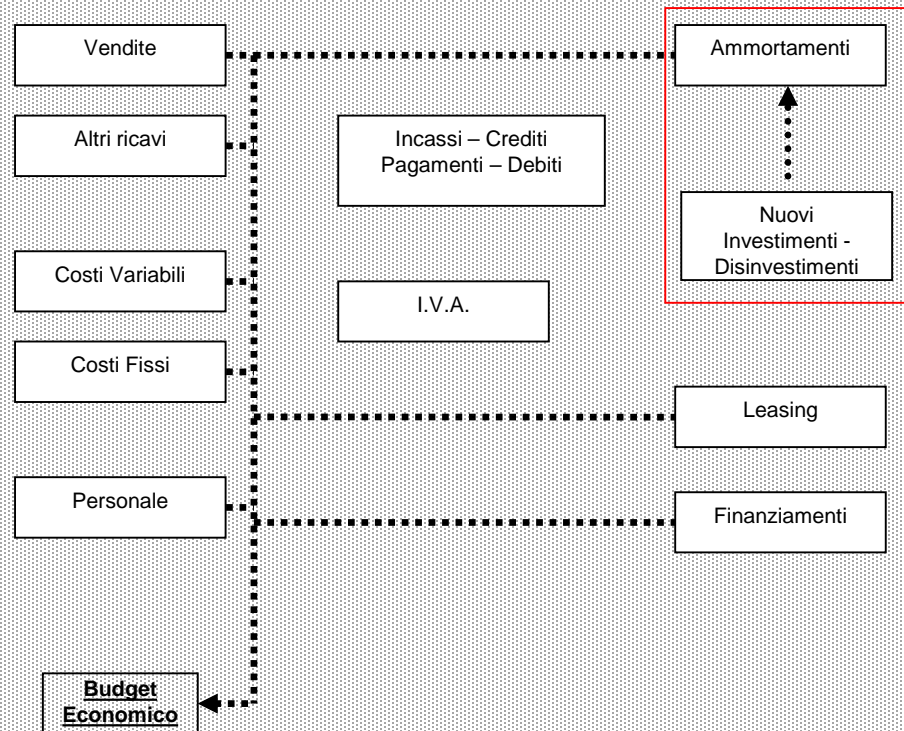 Vendite
Ammortamenti
Altri ricavi
Incassi – Crediti
Pagamenti – Debiti
Nuovi
Investimenti -
Disinvestimenti
Costi Variabili
I.V.A.
Costi Fissi
Leasing
Personale
Finanziamenti
Budget
Economico